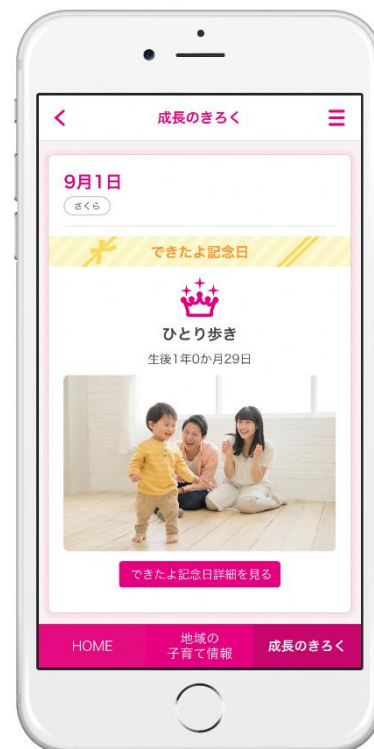 成長のきろく
9月1日
さくら
できたよ記念日
ひとり歩き
生後1年0か月29日
できたよ記念日詳細を見る
HOME
地域の
子育て情報
成長のきろく